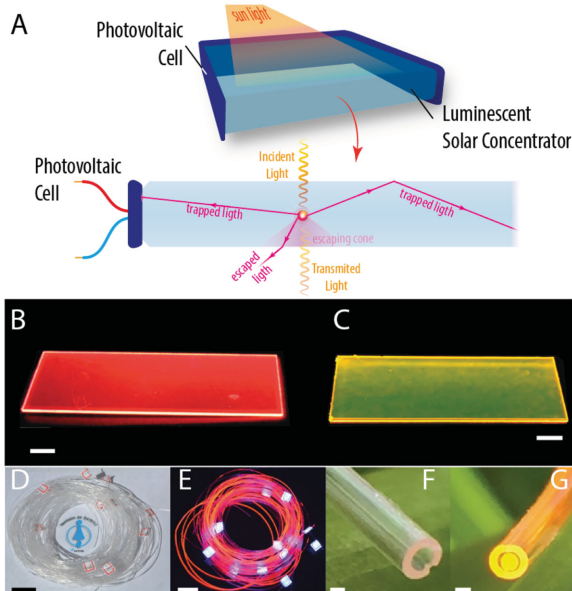 A
sun light
Photovoltaic
Cell
Luminescent
Solar Concentrator
Photovoltaic
Cell
Incident
Light
trapped ligth
trapped ligth
escaping cone
escaped
ligth
Transmited
Light
B
C
D
E
F
G